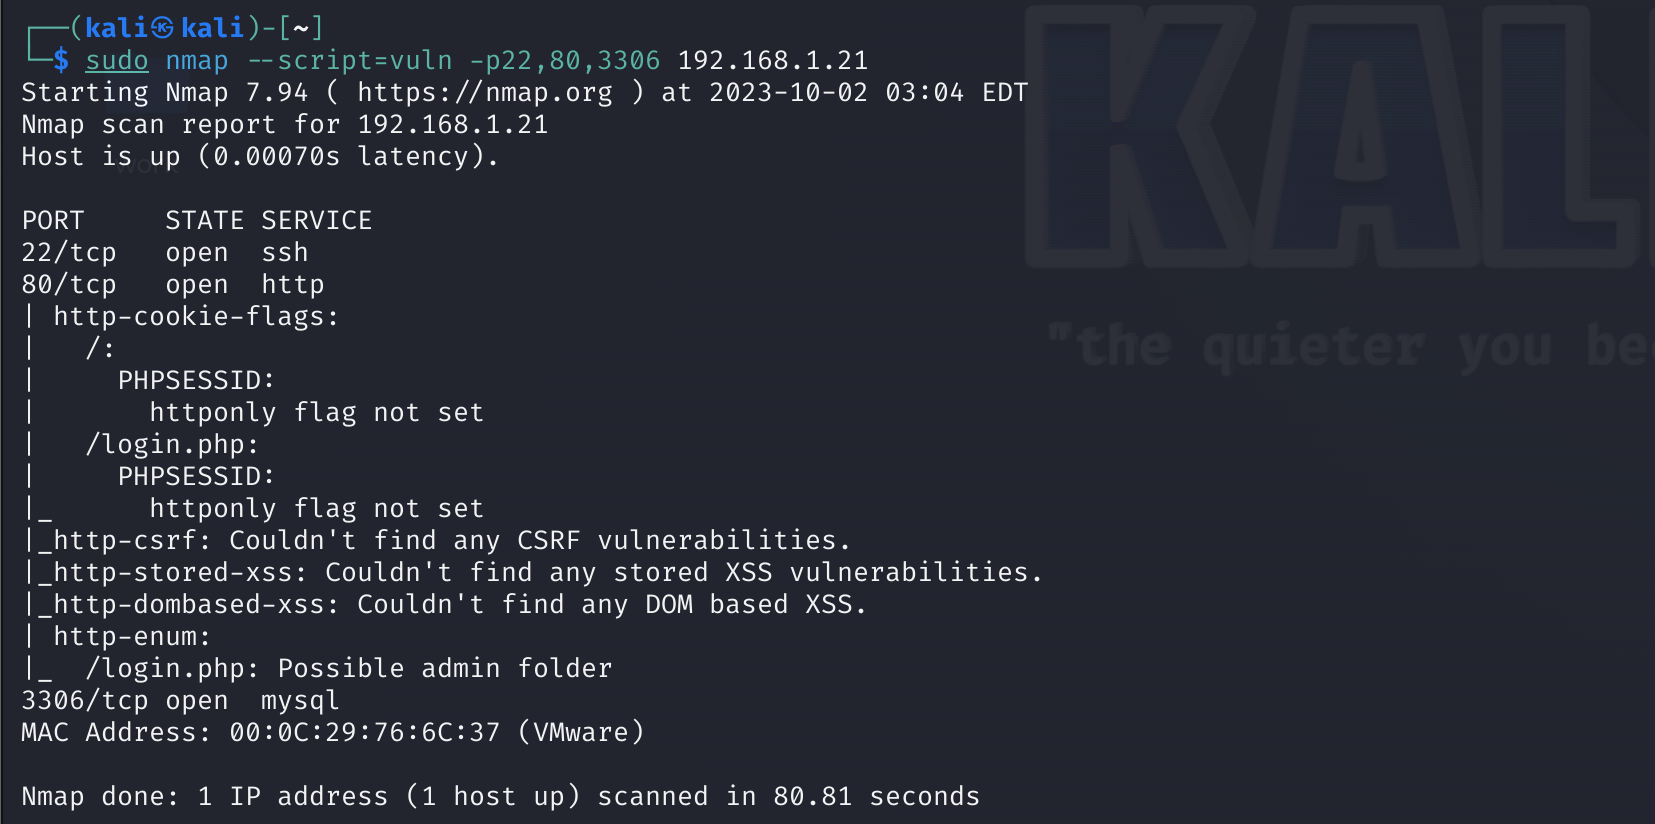 ┌──(kali㉿kali)-[~]
└─$ sudo nmap --script=vuln -p22,80,3306 192.168.1.21
Starting Nmap 7.94 ( https://nmap.org ) at 2023-10-02 03:04 EDT
Nmap scan report for 192.168.1.21
Host is up (0.00070s latency).

PORT     STATE SERVICE
22/tcp   open  ssh
80/tcp   open  http
| http-cookie-flags:
|   /:
|     PHPSESSID:
|       httponly flag not set
|   /login.php:
|     PHPSESSID:
|_      httponly flag not set
|_http-csrf: Couldn't find any CSRF vulnerabilities.
|_http-stored-xss: Couldn't find any stored XSS vulnerabilities.
|_http-dombased-xss: Couldn't find any DOM based XSS.
| http-enum:
|_  /login.php: Possible admin folder
3306/tcp open  mysql
MAC Address: 00:0C:29:76:6C:37 (VMware)

Nmap done: 1 IP address (1 host up) scanned in 80.81 seconds
KAL
"the quieter you be
work